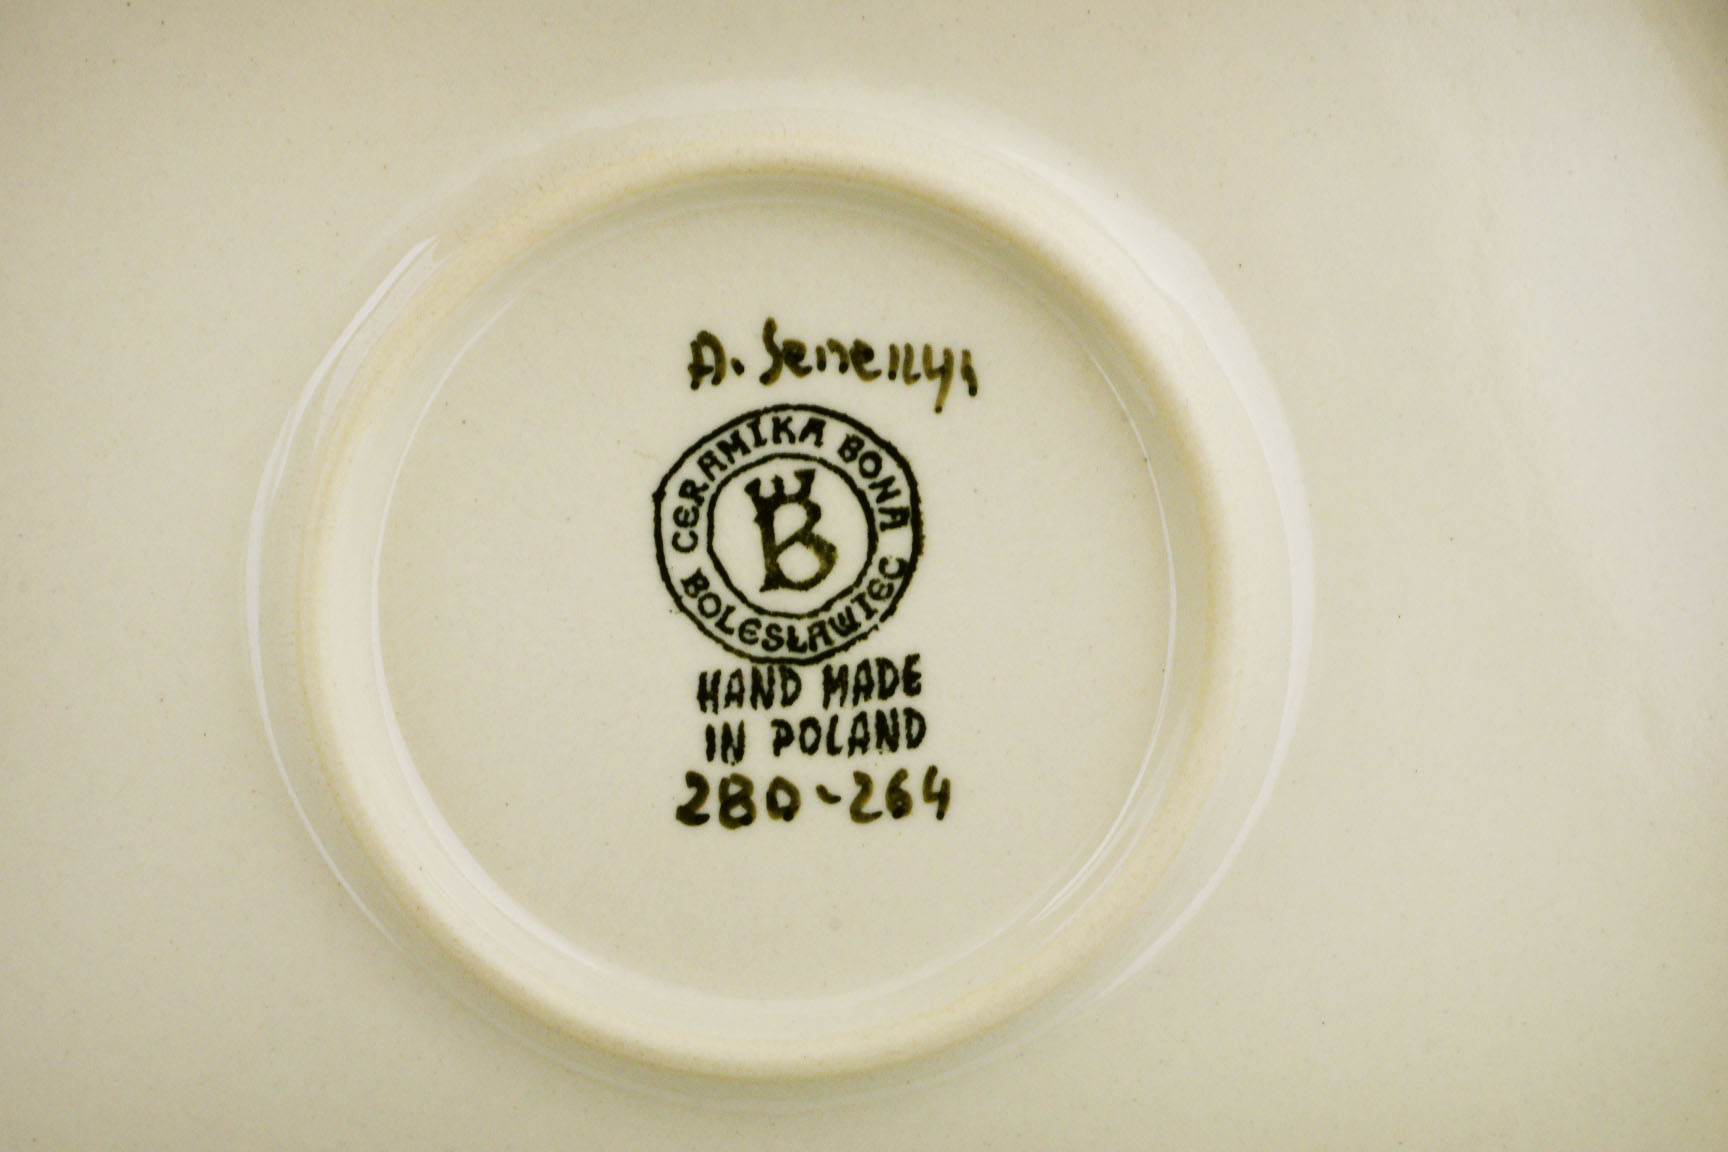 A.
CERAMIKA BONA
B
BOLESŁAWIEC
HAND MADE
IN POLAND
280-264